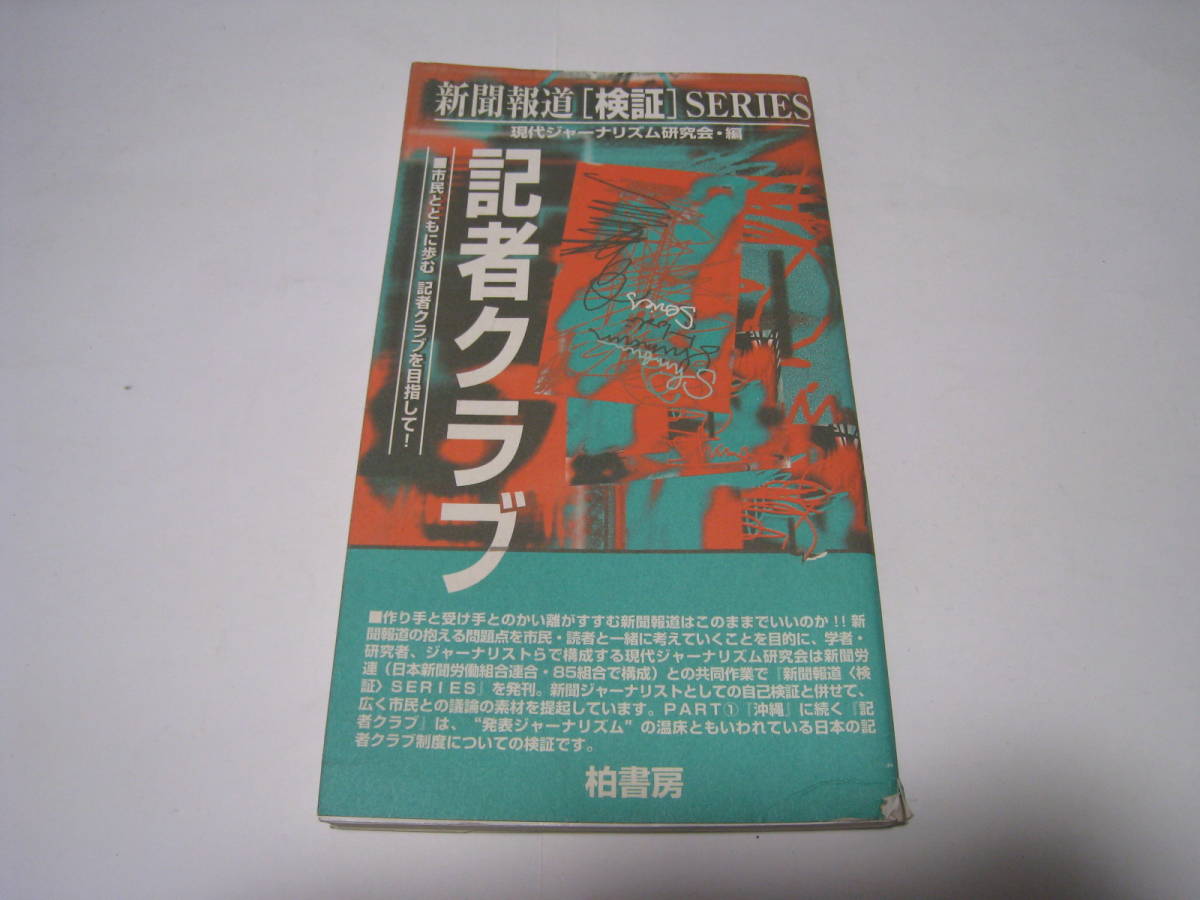 新聞報道[検証]SERIES
現代ジャーナリズム研究会・編
記者クラブ
■市民とともに歩む 記者クラブを目指して!
Series
■作り手と受け手とのかい離がすすむ新聞報道はこのままでいいのか!! 新
聞報道の抱える問題点を市民・読者と一緒に考えていくことを目的に、学者・
研究者、ジャーナリストらで構成する現代ジャーナリズム研究会は新聞労
連(日本新聞労働組合連合・85組合で構成)との共同作業で『新聞報道〈検
証〉SERIES』を発刊。新聞ジャーナリストとしての自己検証と併せて、
広く市民との議論の素材を提起しています。PART①『沖縄』に続く『記
者クラブ』は、“発表ジャーナリズム”の温床ともいわれている日本の記
者クラブ制度についての検証です。
柏書房